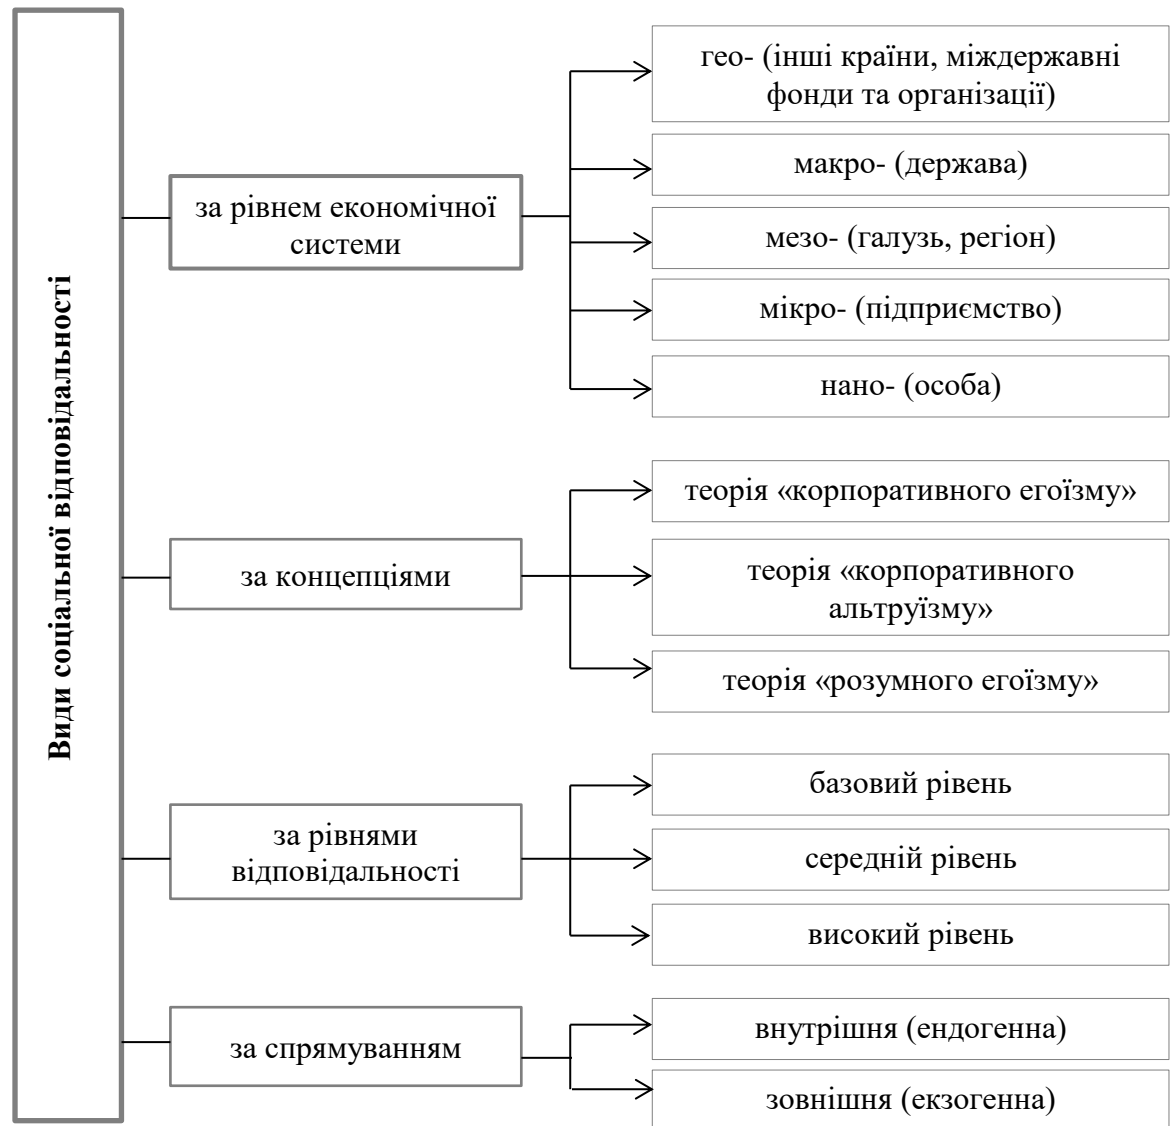 Види соціальної відповідальності
за рівнем економічної
системи
гео- (інші країни, міждержавні
фонди та організації)
макро- (держава)
мезо- (галузь, регіон)
мікро- (підприємство)
нано- (особа)
за концепціями
теорія «корпоративного егоїзму»
теорія «корпоративного
альтруїзму»
теорія «розумного егоїзму»
за рівнями
відповідальності
базовий рівень
середній рівень
високий рівень
за спрямуванням
внутрішня (ендогенна)
зовнішня (екзогенна)